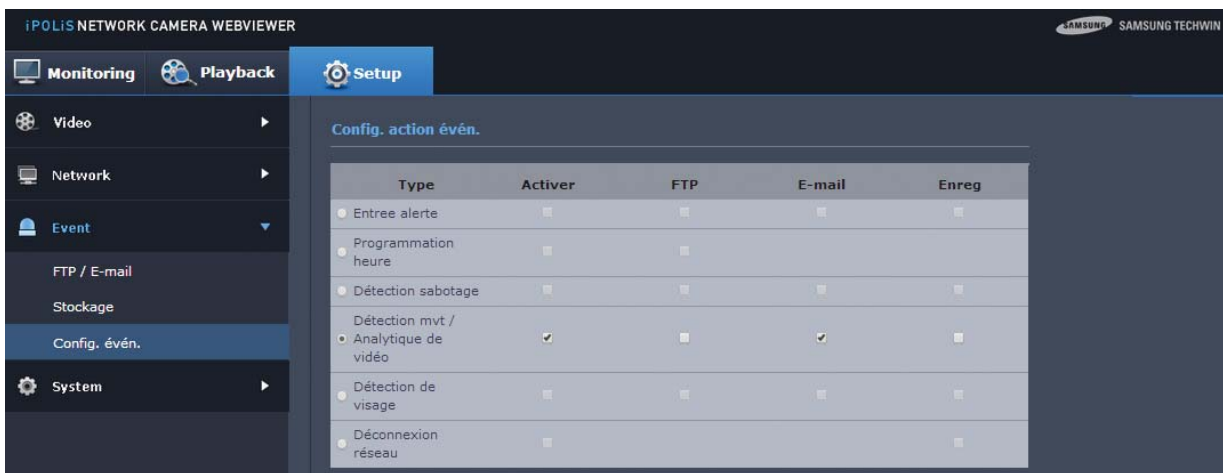 iPOLiS NETWORK CAMERA WEBVIEWER
SAMSUNG SAMSUNG TECHWIN
Monitoring Playback Setup
Video
Network
Event
FTP / E-mail
Stockage
Config. évén.
System
Config. action évén.
Type Activer FTP E-mail Enreg
Entree alerte
Programmation
heure
Détection sabotage
Détection mvt /
Analytique de
vidéo
Détection de
visage
Déconnexion
réseau